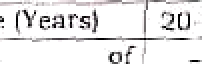 (Years) 20-
of -